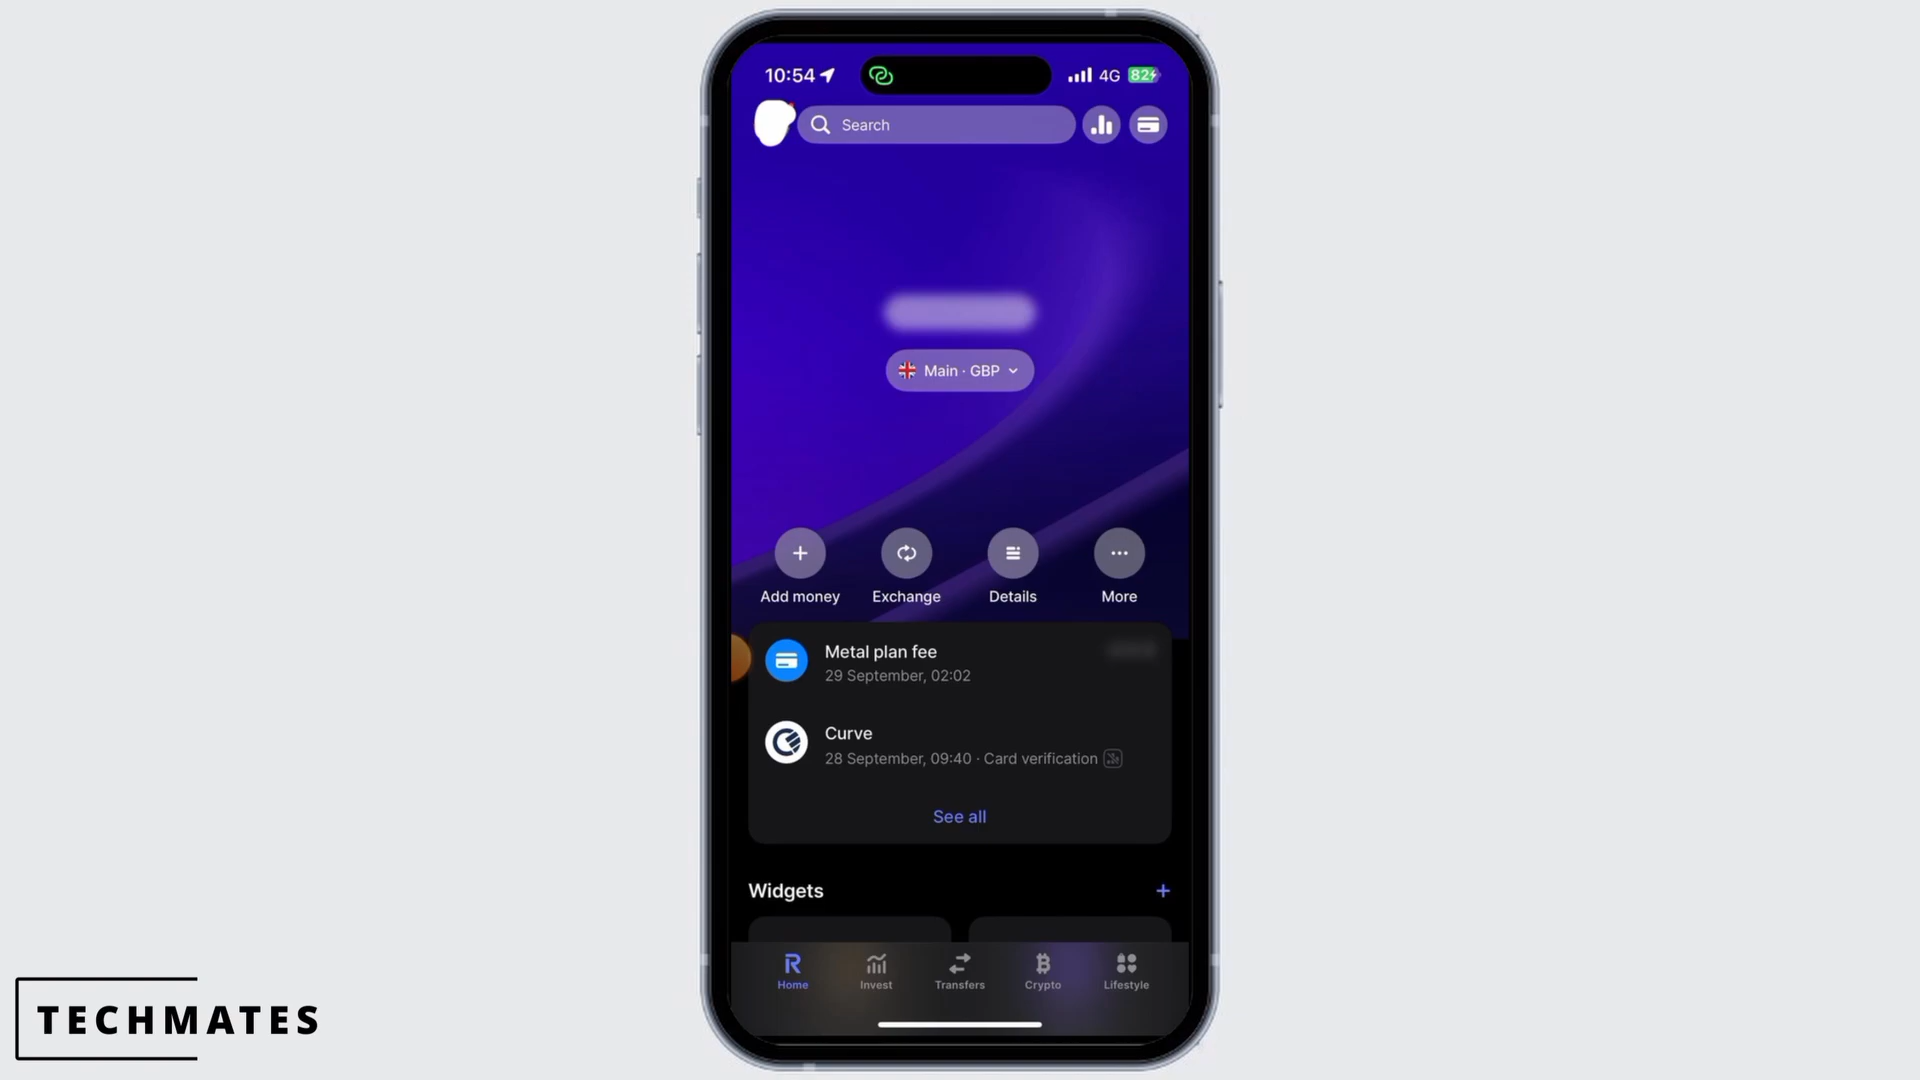 10:54
4G
82
Search
Main · GBP
Add money
Exchange
Details
More
Metal plan fee
29 September, 02:02
Curve
28 September, 09:40 · Card verification
See all
Widgets
+
Home
Invest
Transfers
Crypto
Lifestyle
TECHMATES